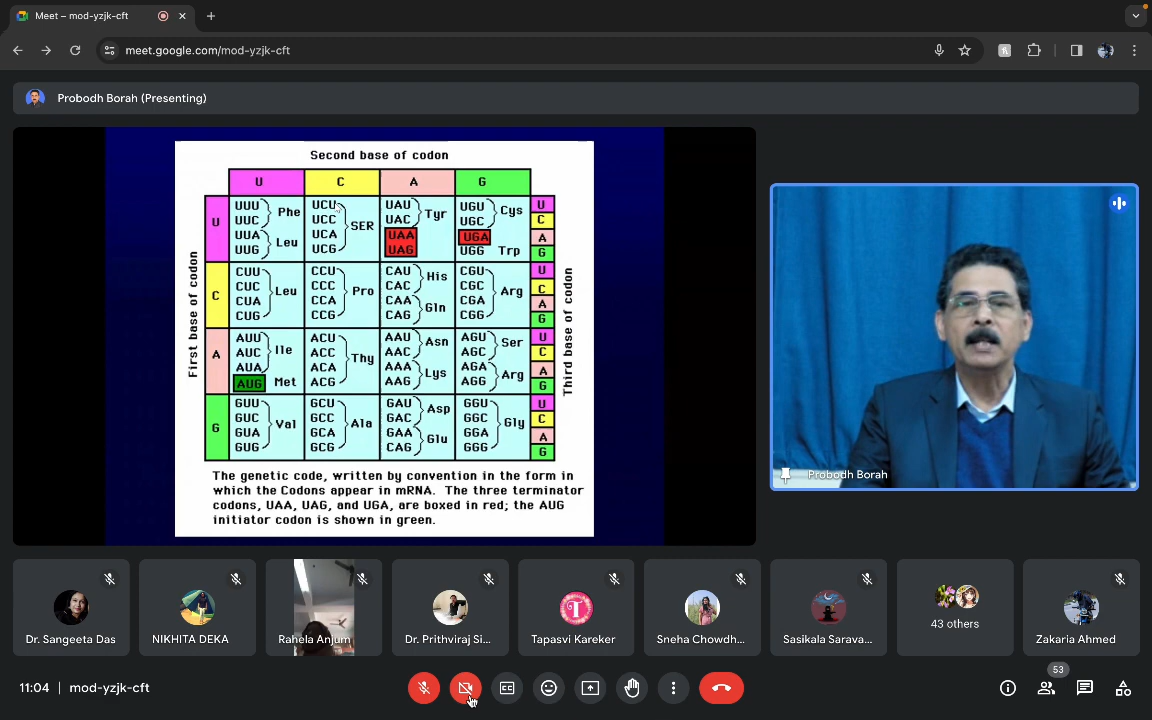 Meet – mod-yzjk-cft
meet.google.com/mod-yzjk-cft
Probodh Borah (Presenting)
Second base of codon
U C A G
First base of codon
U
UUU
UUC
Phe
UUA
UUG
Leu
UCU
UCC
UCA
UCG
SER
UAU
UAC
Tyr
UAA
UAG
UGU
UGC
Cys
UGA
UGG Trp
U
C
A
G
C
CUU
CUC
CUA
CUG
Leu
CCU
CCC
CCA
CCG
Pro
CAU
CAC
His
CAA
CAG
Gln
CGU
CGC
CGA
CGG
Arg
U
C
A
G
A
AUU
AUC
AUA
Ile
AUG Met
ACU
ACC
ACA
ACG
Thy
AAU
AAC
Asn
AAA
AAG
Lys
AGU
AGC
Ser
AGA
AGG
Arg
U
C
A
G
G
GUU
GUC
GUA
GUG
Val
GCU
GCC
GCA
GCG
Ala
GAU
GAC
Asp
GAA
CAG
Glu
GGU
GGC
GGA
GGG
Gly
U
C
A
G
Third base of codon
The genetic code, written by convention in the form in
which the Codons appear in mRNA. The three terminator
codons, UAA, UAG, and UGA, are boxed in red; the AUG
initiator codon is shown in green.
Probodh Borah
Dr. Sangeeta Das
NIKHITA DEKA
Rahela Anjum
Dr. Prithviraj Si...
T
Tapasvi Kareker
Sneha Chowdh...
Sasikala Sarava...
43 others
Zakaria Ahmed
11:04 | mod-yzjk-cft
53